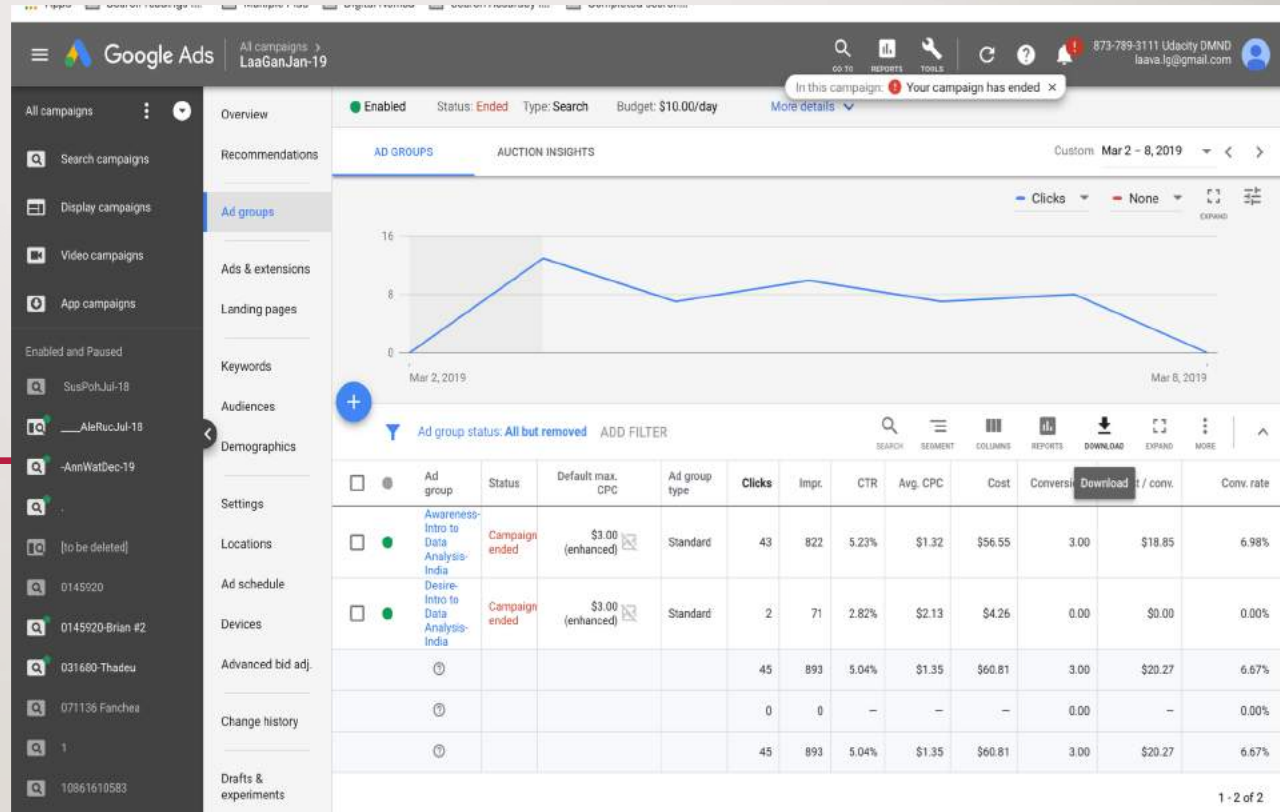 Apps
Google Ads
All campaigns >
LaaGanJan-19
GO TO
REPORTS
TOOLS
873-789-3111 Udacity DMND
laava.lg@gmail.com
In this campaign: Your campaign has ended ×
All campaigns
Search campaigns
Display campaigns
Video campaigns
App campaigns
Enabled and Paused
SusPohJul-18
___AleRucJul-18
-AnnWatDec-19
.
[to be deleted]
0145920
0145920-Brian #2
031680-Thadeu
071136 Fanchea
1
10861610583
Overview
Recommendations
Ad groups
Ads & extensions
Landing pages
Keywords
Audiences
Demographics
Settings
Locations
Ad schedule
Devices
Advanced bid adj.
Change history
Drafts &
experiments
Enabled Status: Ended Type: Search Budget: $10.00/day More details
AD GROUPS AUCTION INSIGHTS Custom Mar 2 – 8, 2019
Clicks None
EXPAND
16
8
0
Mar 2, 2019 Mar 8, 2019
Ad group status: All but removed ADD FILTER
SEARCH SEGMENT COLUMNS REPORTS DOWNLOAD EXPAND MORE
Ad group Status Default max. CPC Ad group type Clicks Impr. CTR Avg. CPC Cost Conversi Download t / conv. Conv. rate
Awareness-
Intro to
Data
Analysis-
India
Campaign
ended
$3.00
(enhanced)
Standard 43 822 5.23% $1.32 $56.55 3.00 $18.85 6.98%
Desire-
Intro to
Data
Analysis-
India
Campaign
ended
$3.00
(enhanced)
Standard 2 71 2.82% $2.13 $4.26 0.00 $0.00 0.00%
45 893 5.04% $1.35 $60.81 3.00 $20.27 6.67%
0 0 – – – 0.00 – 0.00%
45 893 5.04% $1.35 $60.81 3.00 $20.27 6.67%
1 - 2 of 2